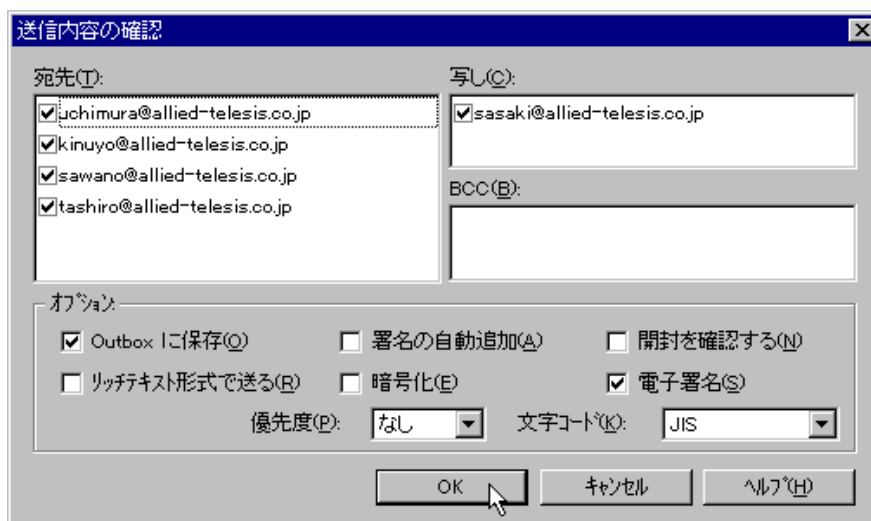 送信内容の確認
宛先(T):
uchimura@allied-telesis.co.jp
kinuyo@allied-telesis.co.jp
sawano@allied-telesis.co.jp
tashiro@allied-telesis.co.jp
写し(C):
sasaki@allied-telesis.co.jp
BCC(B):
オプション:
Outbox に保存(O) 署名の自動追加(A) 開封を確認する(N)
リッチテキスト形式で送る(R) 暗号化(E) 電子署名(S)
優先度(P): なし 文字コード(K): JIS
OK キャンセル ヘルプ(H)